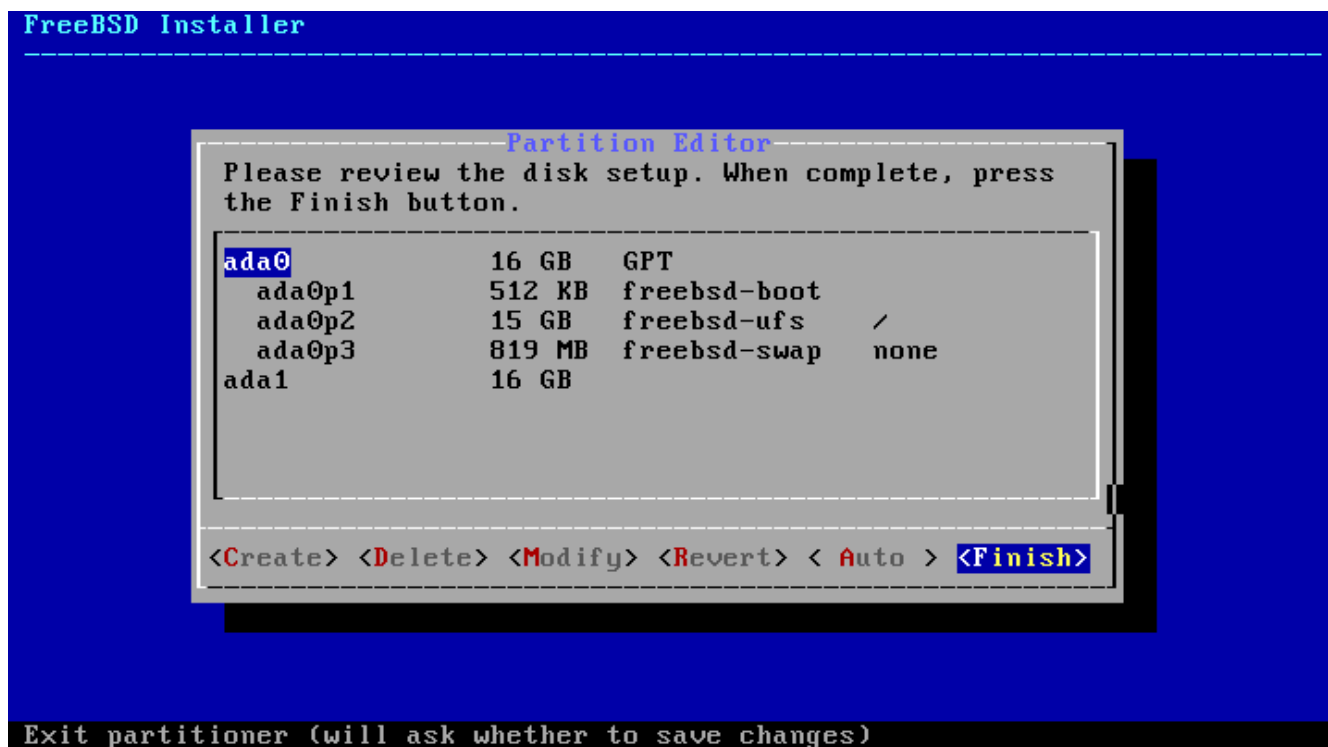 FreeBSD Installer
Partition Editor
Please review the disk setup. When complete, press
the Finish button.
ada0 16 GB GPT
ada0p1 512 KB freebsd-boot
ada0p2 15 GB freebsd-ufs /
ada0p3 819 MB freebsd-swap none
ada1 16 GB
<Create> <Delete> <Modify> <Revert> < Auto > <Finish>
Exit partitioner (will ask whether to save changes)